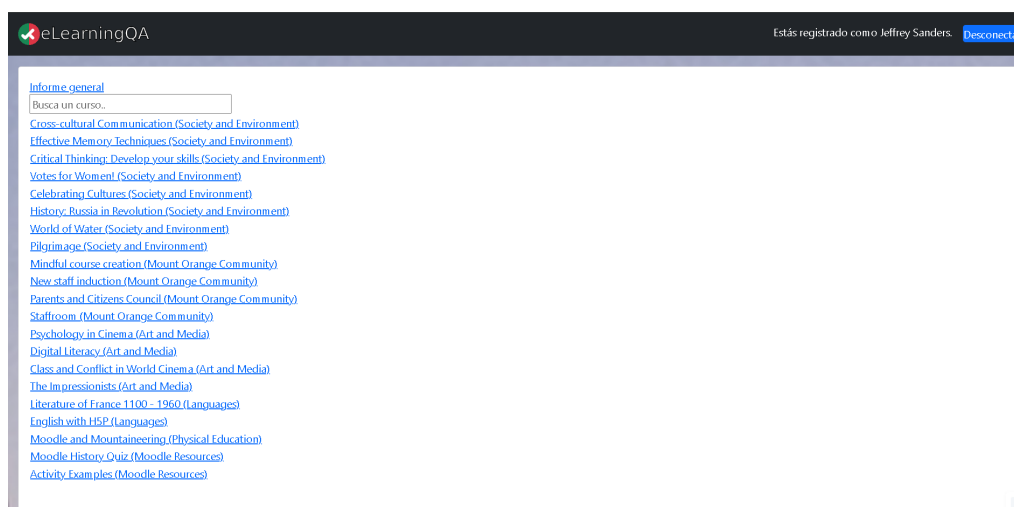 eLearningQA
Estás registrado como Jeffrey Sanders. Desconecta
Informe general
Busca un curso..
Cross-cultural Communication (Society and Environment)
Effective Memory Techniques (Society and Environment)
Critical Thinking: Develop your skills (Society and Environment)
Votes for Women! (Society and Environment)
Celebrating Cultures (Society and Environment)
History: Russia in Revolution (Society and Environment)
World of Water (Society and Environment)
Pilgrimage (Society and Environment)
Mindful course creation (Mount Orange Community)
New staff induction (Mount Orange Community)
Parents and Citizens Council (Mount Orange Community)
Staffroom (Mount Orange Community)
Psychology in Cinema (Art and Media)
Digital Literacy (Art and Media)
Class and Conflict in World Cinema (Art and Media)
The Impressionists (Art and Media)
Literature of France 1100 - 1960 (Languages)
English with H5P (Languages)
Moodle and Mountaineering (Physical Education)
Moodle History Quiz (Moodle Resources)
Activity Examples (Moodle Resources)